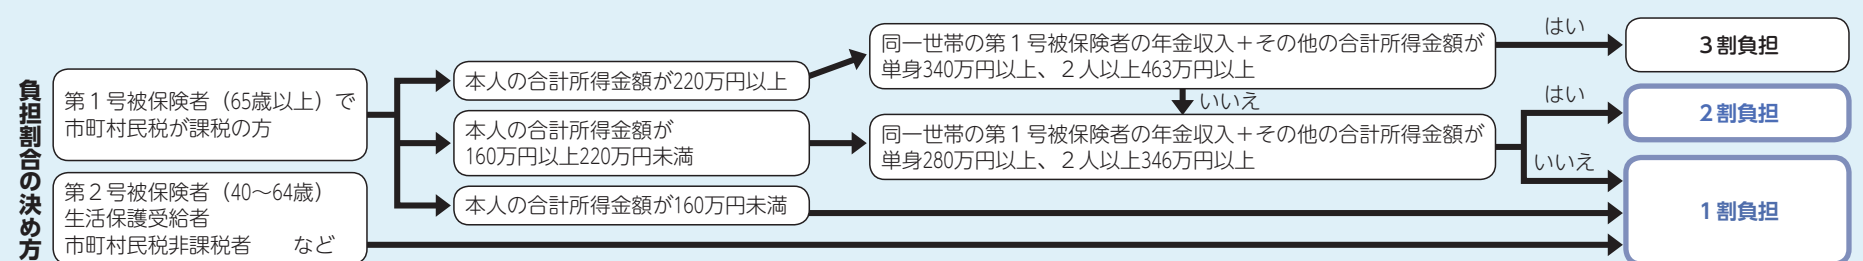 負担割合の決め方
第１号被保険者（65歳以上）で
市町村民税が課税の方
第２号被保険者（40～64歳）
生活保護受給者
市町村民税非課税者　　など
本人の合計所得金額が220万円以上
本人の合計所得金額が
160万円以上220万円未満
本人の合計所得金額が160万円未満
同一世帯の第１号被保険者の年金収入＋その他の合計所得金額が
単身340万円以上、２人以上463万円以上
いいえ
同一世帯の第１号被保険者の年金収入＋その他の合計所得金額が
単身280万円以上、２人以上346万円以上
はい
３割負担
はい
２割負担
いいえ
１割負担